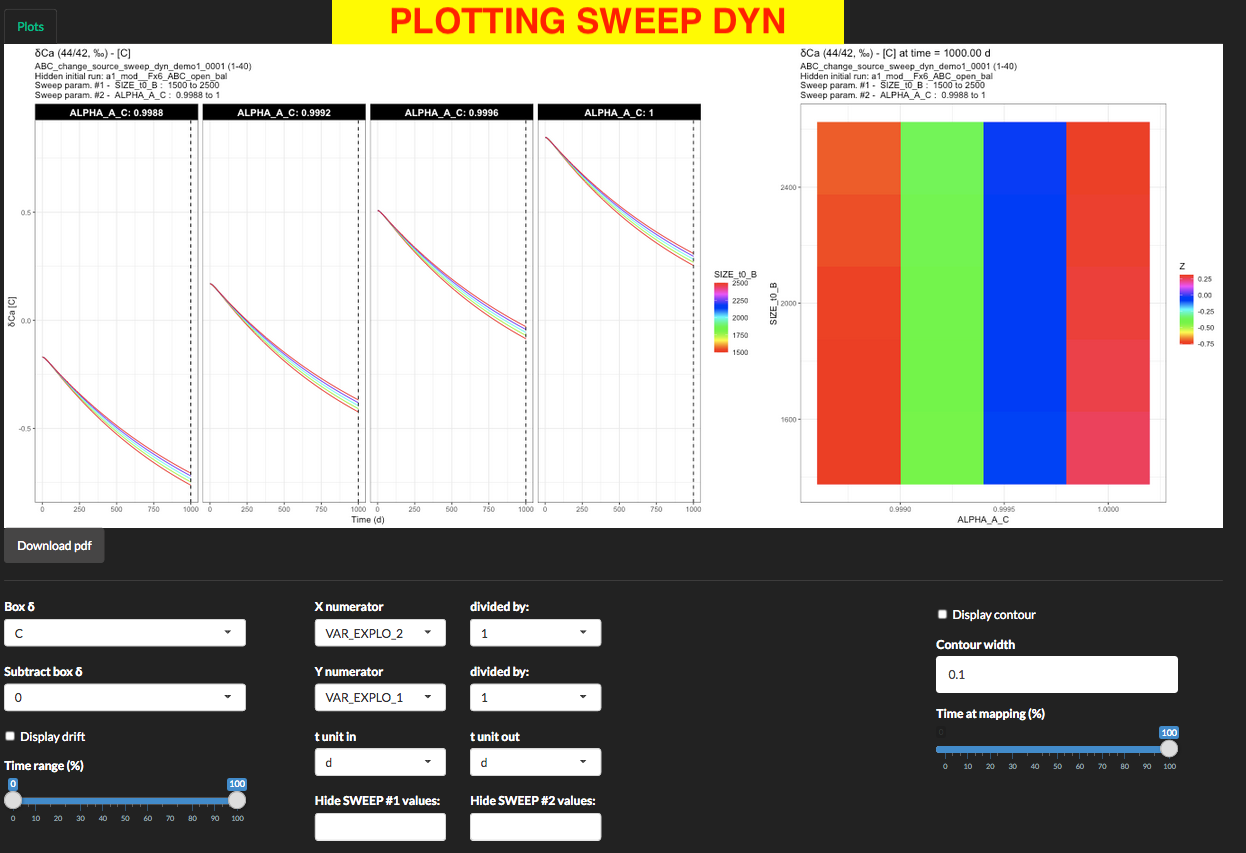 PLOTTING SWEEP DYN
Plots
δCa (44/42, ‰) - [C]
ABC_change_source_sweep_dyn_demo1_0001 (1-40)
Hidden initial run: a1_mod__Fx6_ABC_open_bal
Sweep param. #1 - SIZE_t0_B : 1500 to 2500
Sweep param. #2 - ALPHA_A_C : 0.9988 to 1
ALPHA_A_C: 0.9988
ALPHA_A_C: 0.9992
ALPHA_A_C: 0.9996
ALPHA_A_C: 1
δCa [C]
0.5
0.0
-0.5
0 250 500 750 1000
0 250 500 750 1000
0 250 500 750 1000
0 250 500 750 1000
Time (d)
SIZE_t0_B
2500
2250
2000
1750
1500
δCa (44/42, ‰) - [C] at time = 1000.00 d
ABC_change_source_sweep_dyn_demo1_0001 (1-40)
Hidden initial run: a1_mod__Fx6_ABC_open_bal
Sweep param. #1 - SIZE_t0_B : 1500 to 2500
Sweep param. #2 - ALPHA_A_C : 0.9988 to 1
SIZE_t0_B
2400
2000
1600
0.9990 0.9995 1.0000
ALPHA_A_C
Z
0.25
0.00
-0.25
-0.50
-0.75
Download pdf
Box δ
C
Subtract box δ
0
Display drift
Time range (%)
0 100
0 10 20 30 40 50 60 70 80 90 100
X numerator
VAR_EXPLO_2
divided by:
1
Y numerator
VAR_EXPLO_1
divided by:
1
t unit in
d
t unit out
d
Hide SWEEP #1 values:
Hide SWEEP #2 values:
Display contour
Contour width
0.1
Time at mapping (%)
0 100
0 10 20 30 40 50 60 70 80 90 100